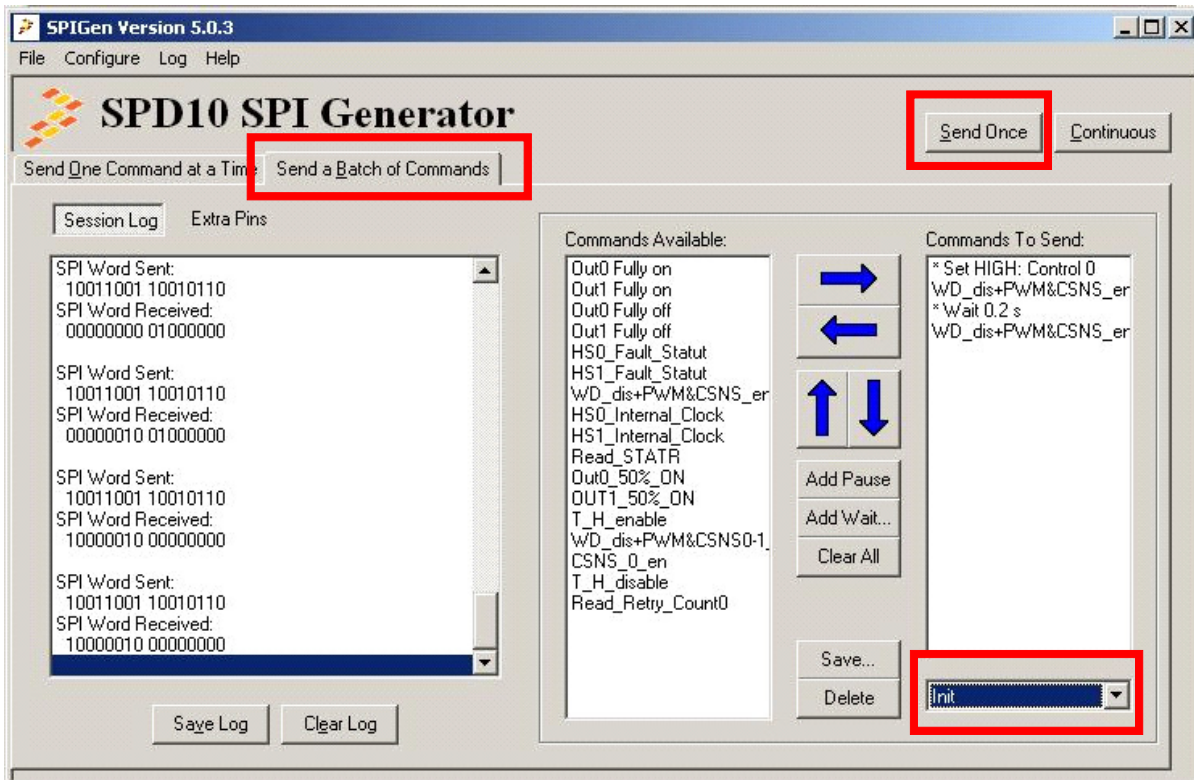 SPIGen Version 5.0.3
File Configure Log Help
SPD10 SPI Generator
Send Once
Continuous
Send One Command at a Time
Send a Batch of Commands
Session Log
Extra Pins
SPI Word Sent:
10011001 10010110
SPI Word Received:
00000000 01000000
SPI Word Sent:
10011001 10010110
SPI Word Received:
00000010 01000000
SPI Word Sent:
10011001 10010110
SPI Word Received:
10000010 00000000
SPI Word Sent:
10011001 10010110
SPI Word Received:
10000010 00000000
Save Log
Clear Log
Commands Available:
Out0 Fully on
Out1 Fully on
Out0 Fully off
Out1 Fully off
HS0_Fault_Statut
HS1_Fault_Statut
WD_dis+PWM&CSNS_er
HS0_Internal_Clock
HS1_Internal_Clock
Read_STATR
Out0_50%_ON
OUT1_50%_ON
T_H_enable
WD_dis+PWM&CSNS0-1_
CSNS_0_en
T_H_disable
Read_Retry_Count0
Add Pause
Add Wait...
Clear All
Save...
Delete
Commands To Send:
* Set HIGH: Control 0
WD_dis+PWM&CSNS_er
* Wait 0.2 s
WD_dis+PWM&CSNS_er
Init